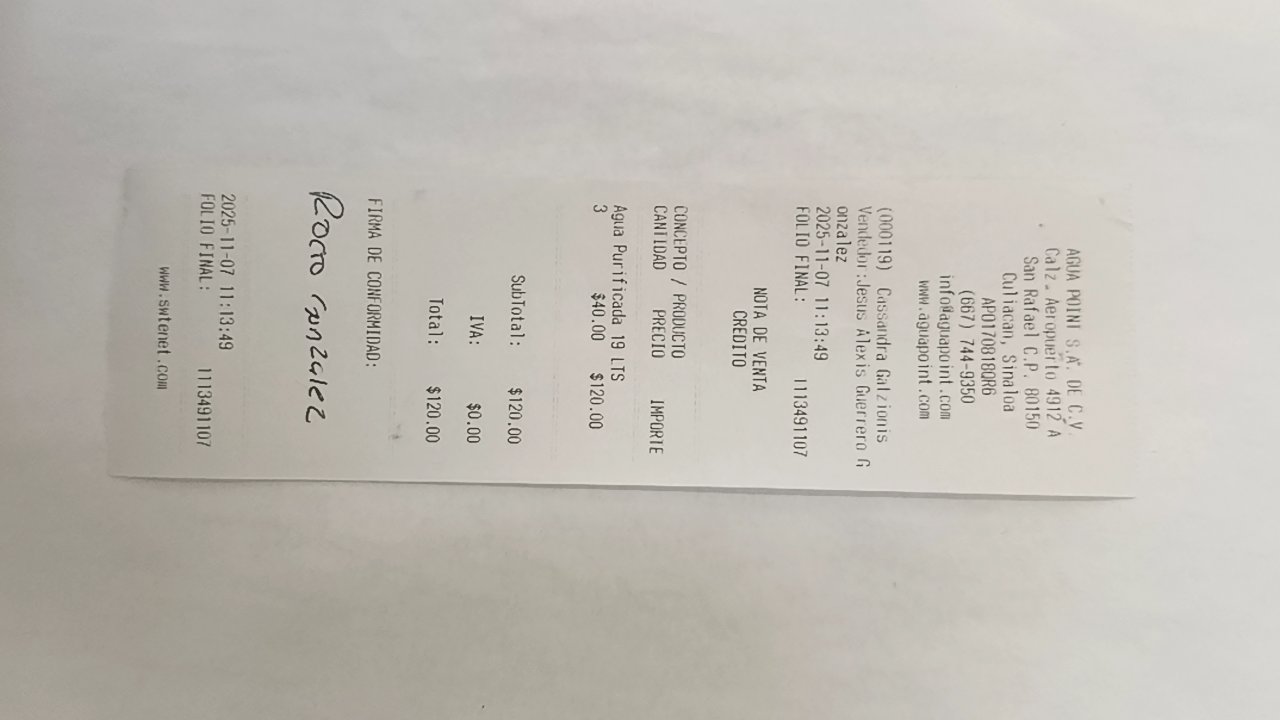 AGUA POINT S.A. DE C.V.
Calz. Aeropuerto 4912 A
San Rafael C.P. 80150
Culiacan, Sinaloa
APO170818QR6
(667) 744-9350
info@aguapoint.com
www.aguapoint.com
(000119) Cassandra Galzionis
Vendedor:Jesus Alexis Guerrero G
onzalez
2025-11-07 11:13:49
FOLIO FINAL: 1113491107
NOTA DE VENTA
CREDITO
CONCEPTO / PRODUCTO
CANTIDAD PRECIO IMPORTE
Agua Purificada 19 LTS
3 $40.00 $120.00
SubTotal: $120.00
IVA: $0.00
Total: $120.00
FIRMA DE CONFORMIDAD:
Rocio Gonzalez
2025-11-07 11:13:49
FOLIO FINAL: 1113491107
www.swtenet.com